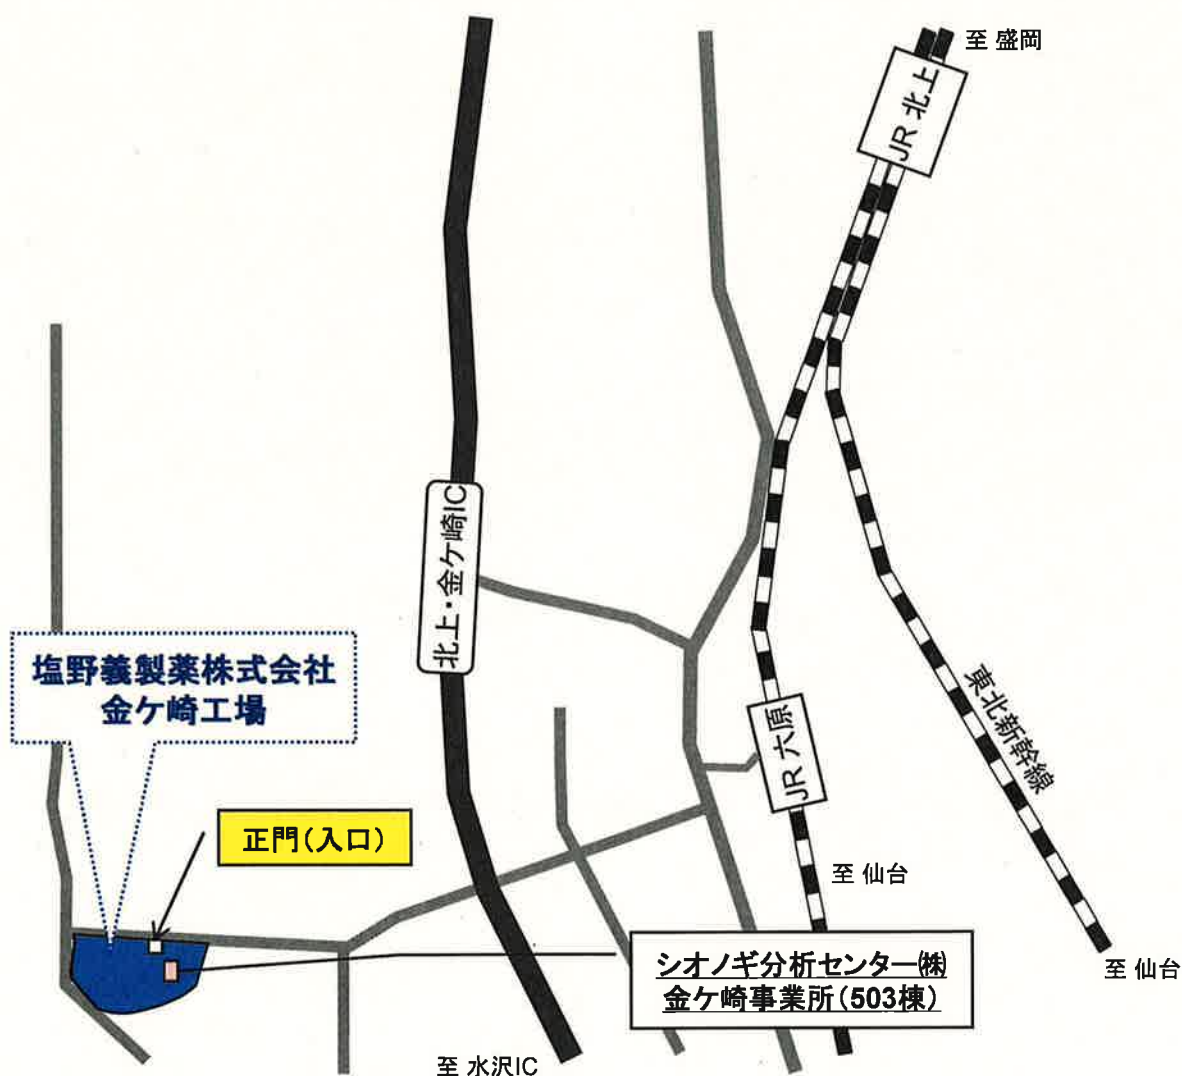 至 盛岡
JR 北上
北上・金ケ崎IC
塩野義製薬株式会社
金ケ崎工場
東北新幹線
JR 六原
正門(入口)
至 仙台
シオノギ分析センター㈱
金ケ崎事業所(503棟)
至 仙台
至 水沢IC